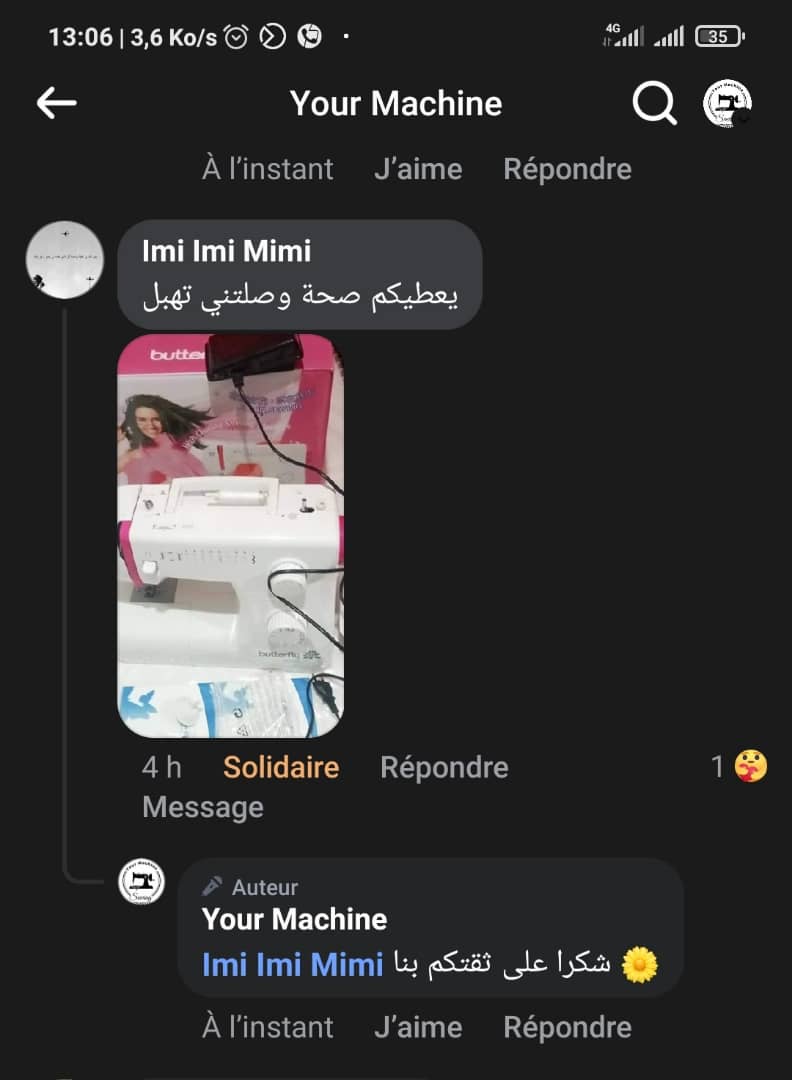 13:06 | 3,6 Ko/s
4G
35
Your Machine
À l'instant J'aime Répondre
Imi Imi Mimi
يعطيكم صحة وصلتني تهبل
butter
butterfly
4 h Solidaire Répondre
1
Message
Auteur
Your Machine
Imi Imi Mimi شكرا على ثقتكم بنا 🌼
À l'instant J'aime Répondre